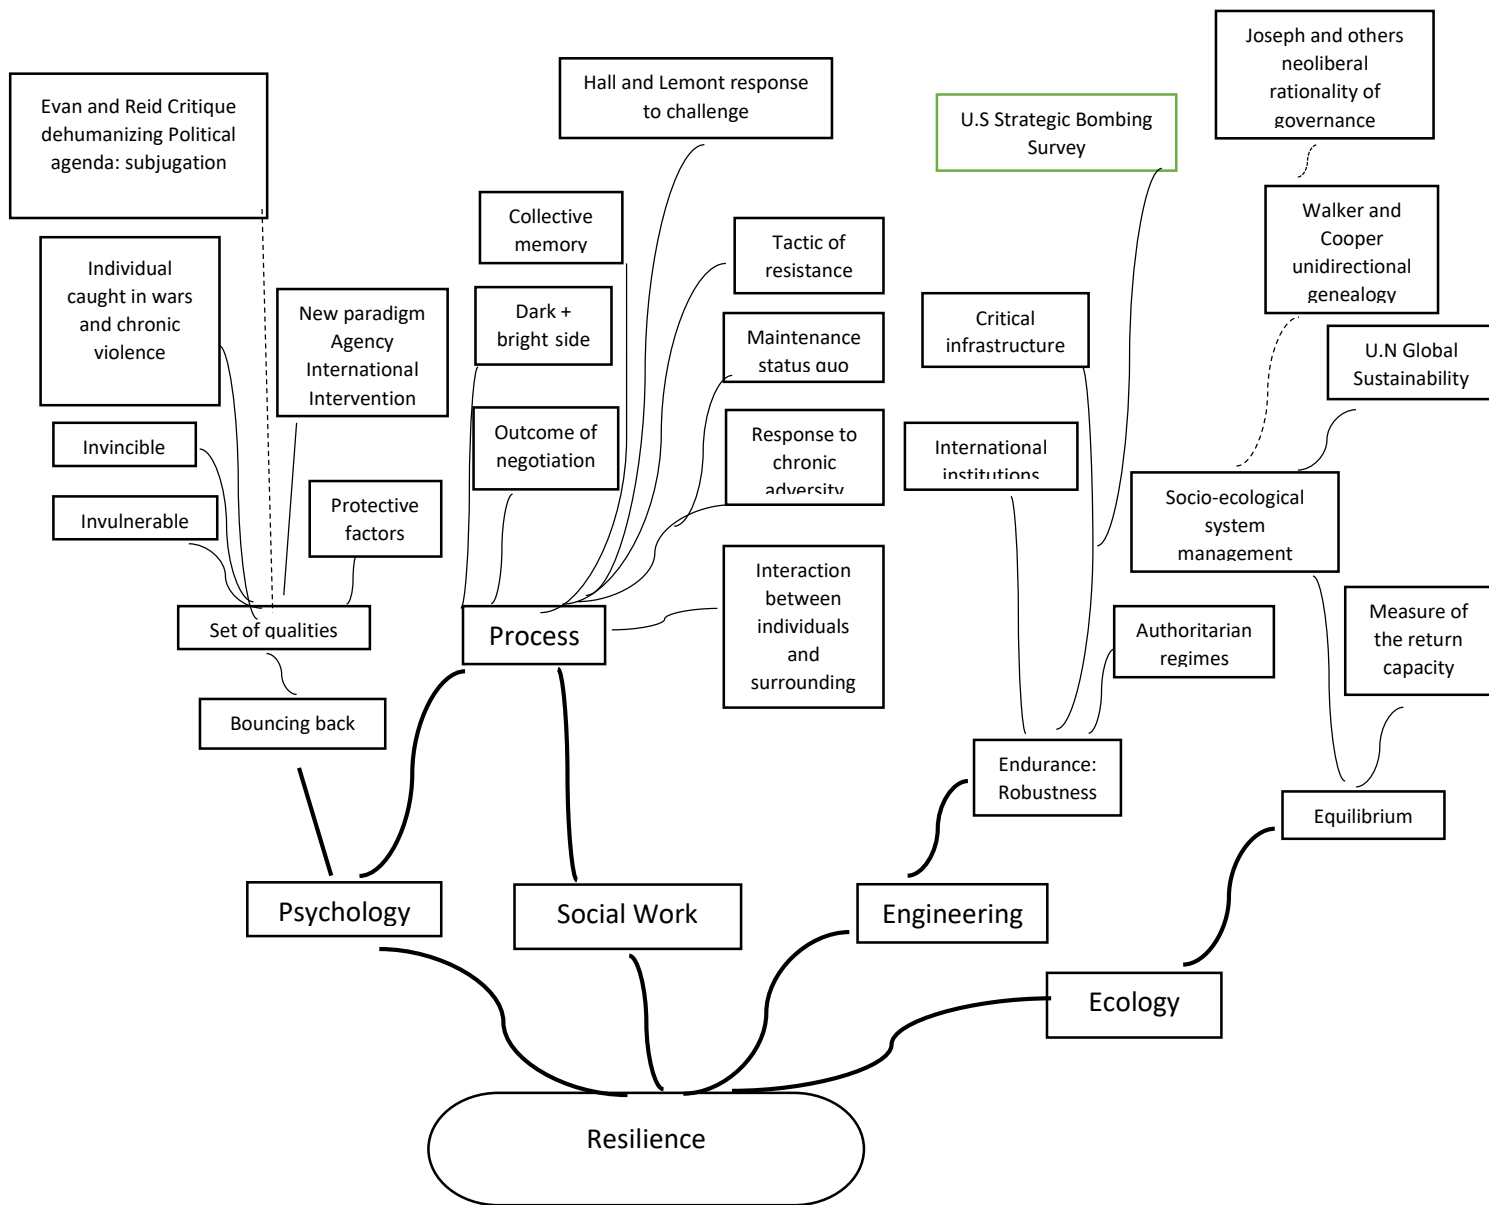 Joseph and others
neoliberal
rationality of
governance
Hall and Lemont response
to challenge
Evan and Reid Critique
dehumanizing Political
agenda: subjugation
U.S Strategic Bombing
Survey
Collective
memory
Walker and
Cooper
unidirectional
genealogy
Tactic of
resistance
Individual
caught in wars
and chronic
violence
New paradigm
Agency
International
Intervention
Dark +
bright side
Critical
infrastructure
Maintenance
status quo
U.N Global
Sustainability
Invincible
Outcome of
negotiation
Response to
chronic
adversity
International
institutions
Invulnerable
Protective
factors
Socio-ecological
system
management
Interaction
between
individuals
and
surrounding
Set of qualities
Process
Authoritarian
regimes
Measure of
the return
capacity
Bouncing back
Endurance:
Robustness
Equilibrium
Psychology
Social Work
Engineering
Ecology
Resilience